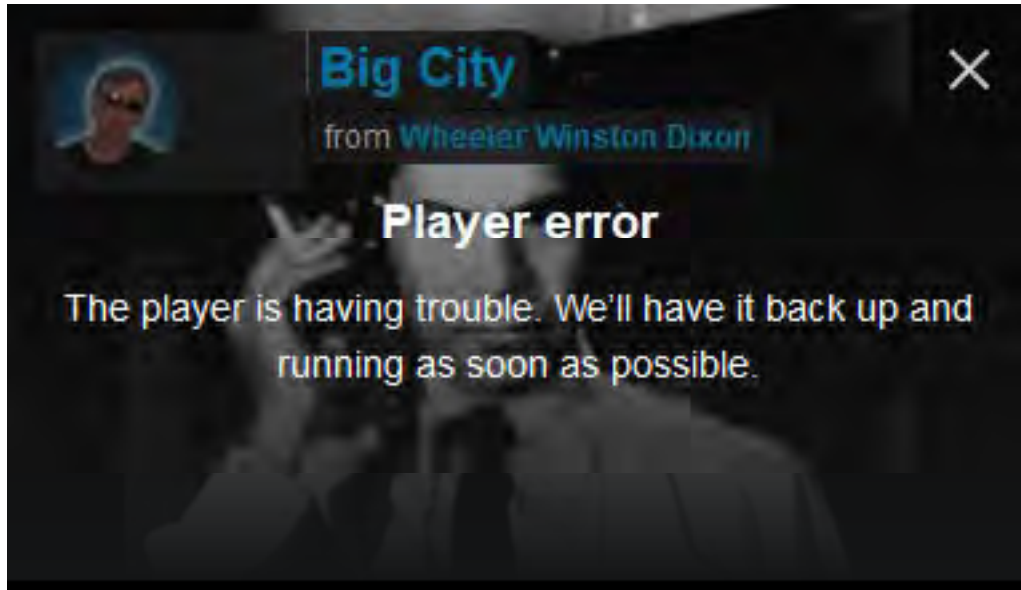 Big City
from Wheeler Winston Dixon
Player error
The player is having trouble. We'll have it back up and
running as soon as possible.